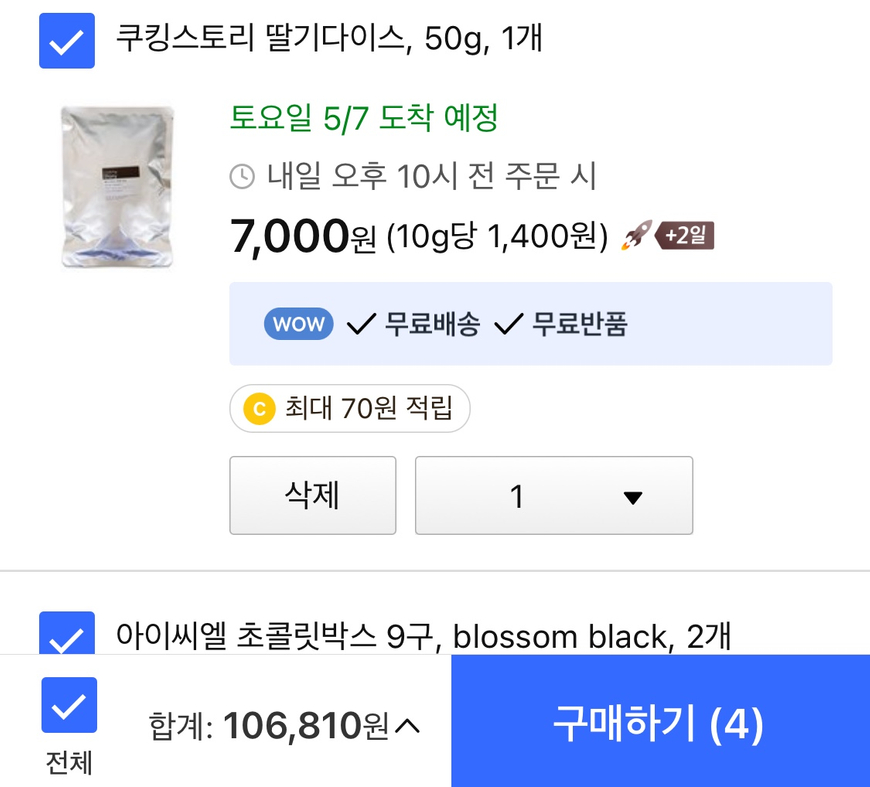 쿠킹스토리 딸기다이스, 50g, 1개
토요일 5/7 도착 예정
내일 오후 10시 전 주문 시
7,000원 (10g당 1,400원) +2일
WOW 무료배송 무료반품
C 최대 70원 적립
삭제 1
아이씨엘 초콜릿박스 9구, blossom black, 2개
합계: 106,810원 구매하기 (4)
전체